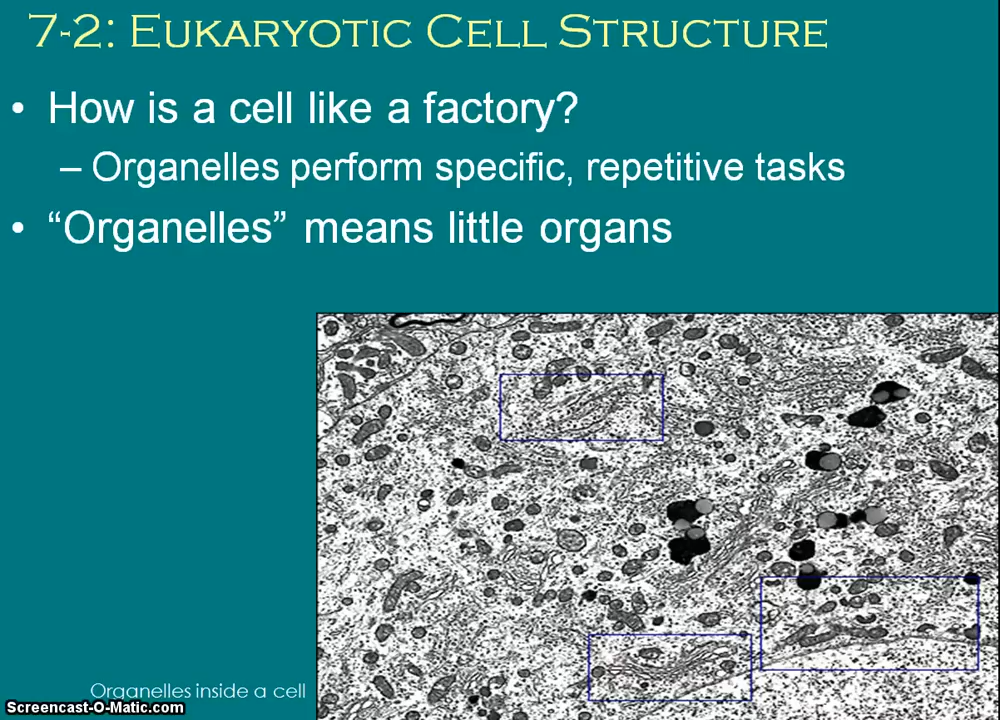 7-2: Eukaryotic Cell Structure
• How is a cell like a factory?
– Organelles perform specific, repetitive tasks
• “Organelles” means little organs
Organelles inside a cell
Screencast-O-Matic.com